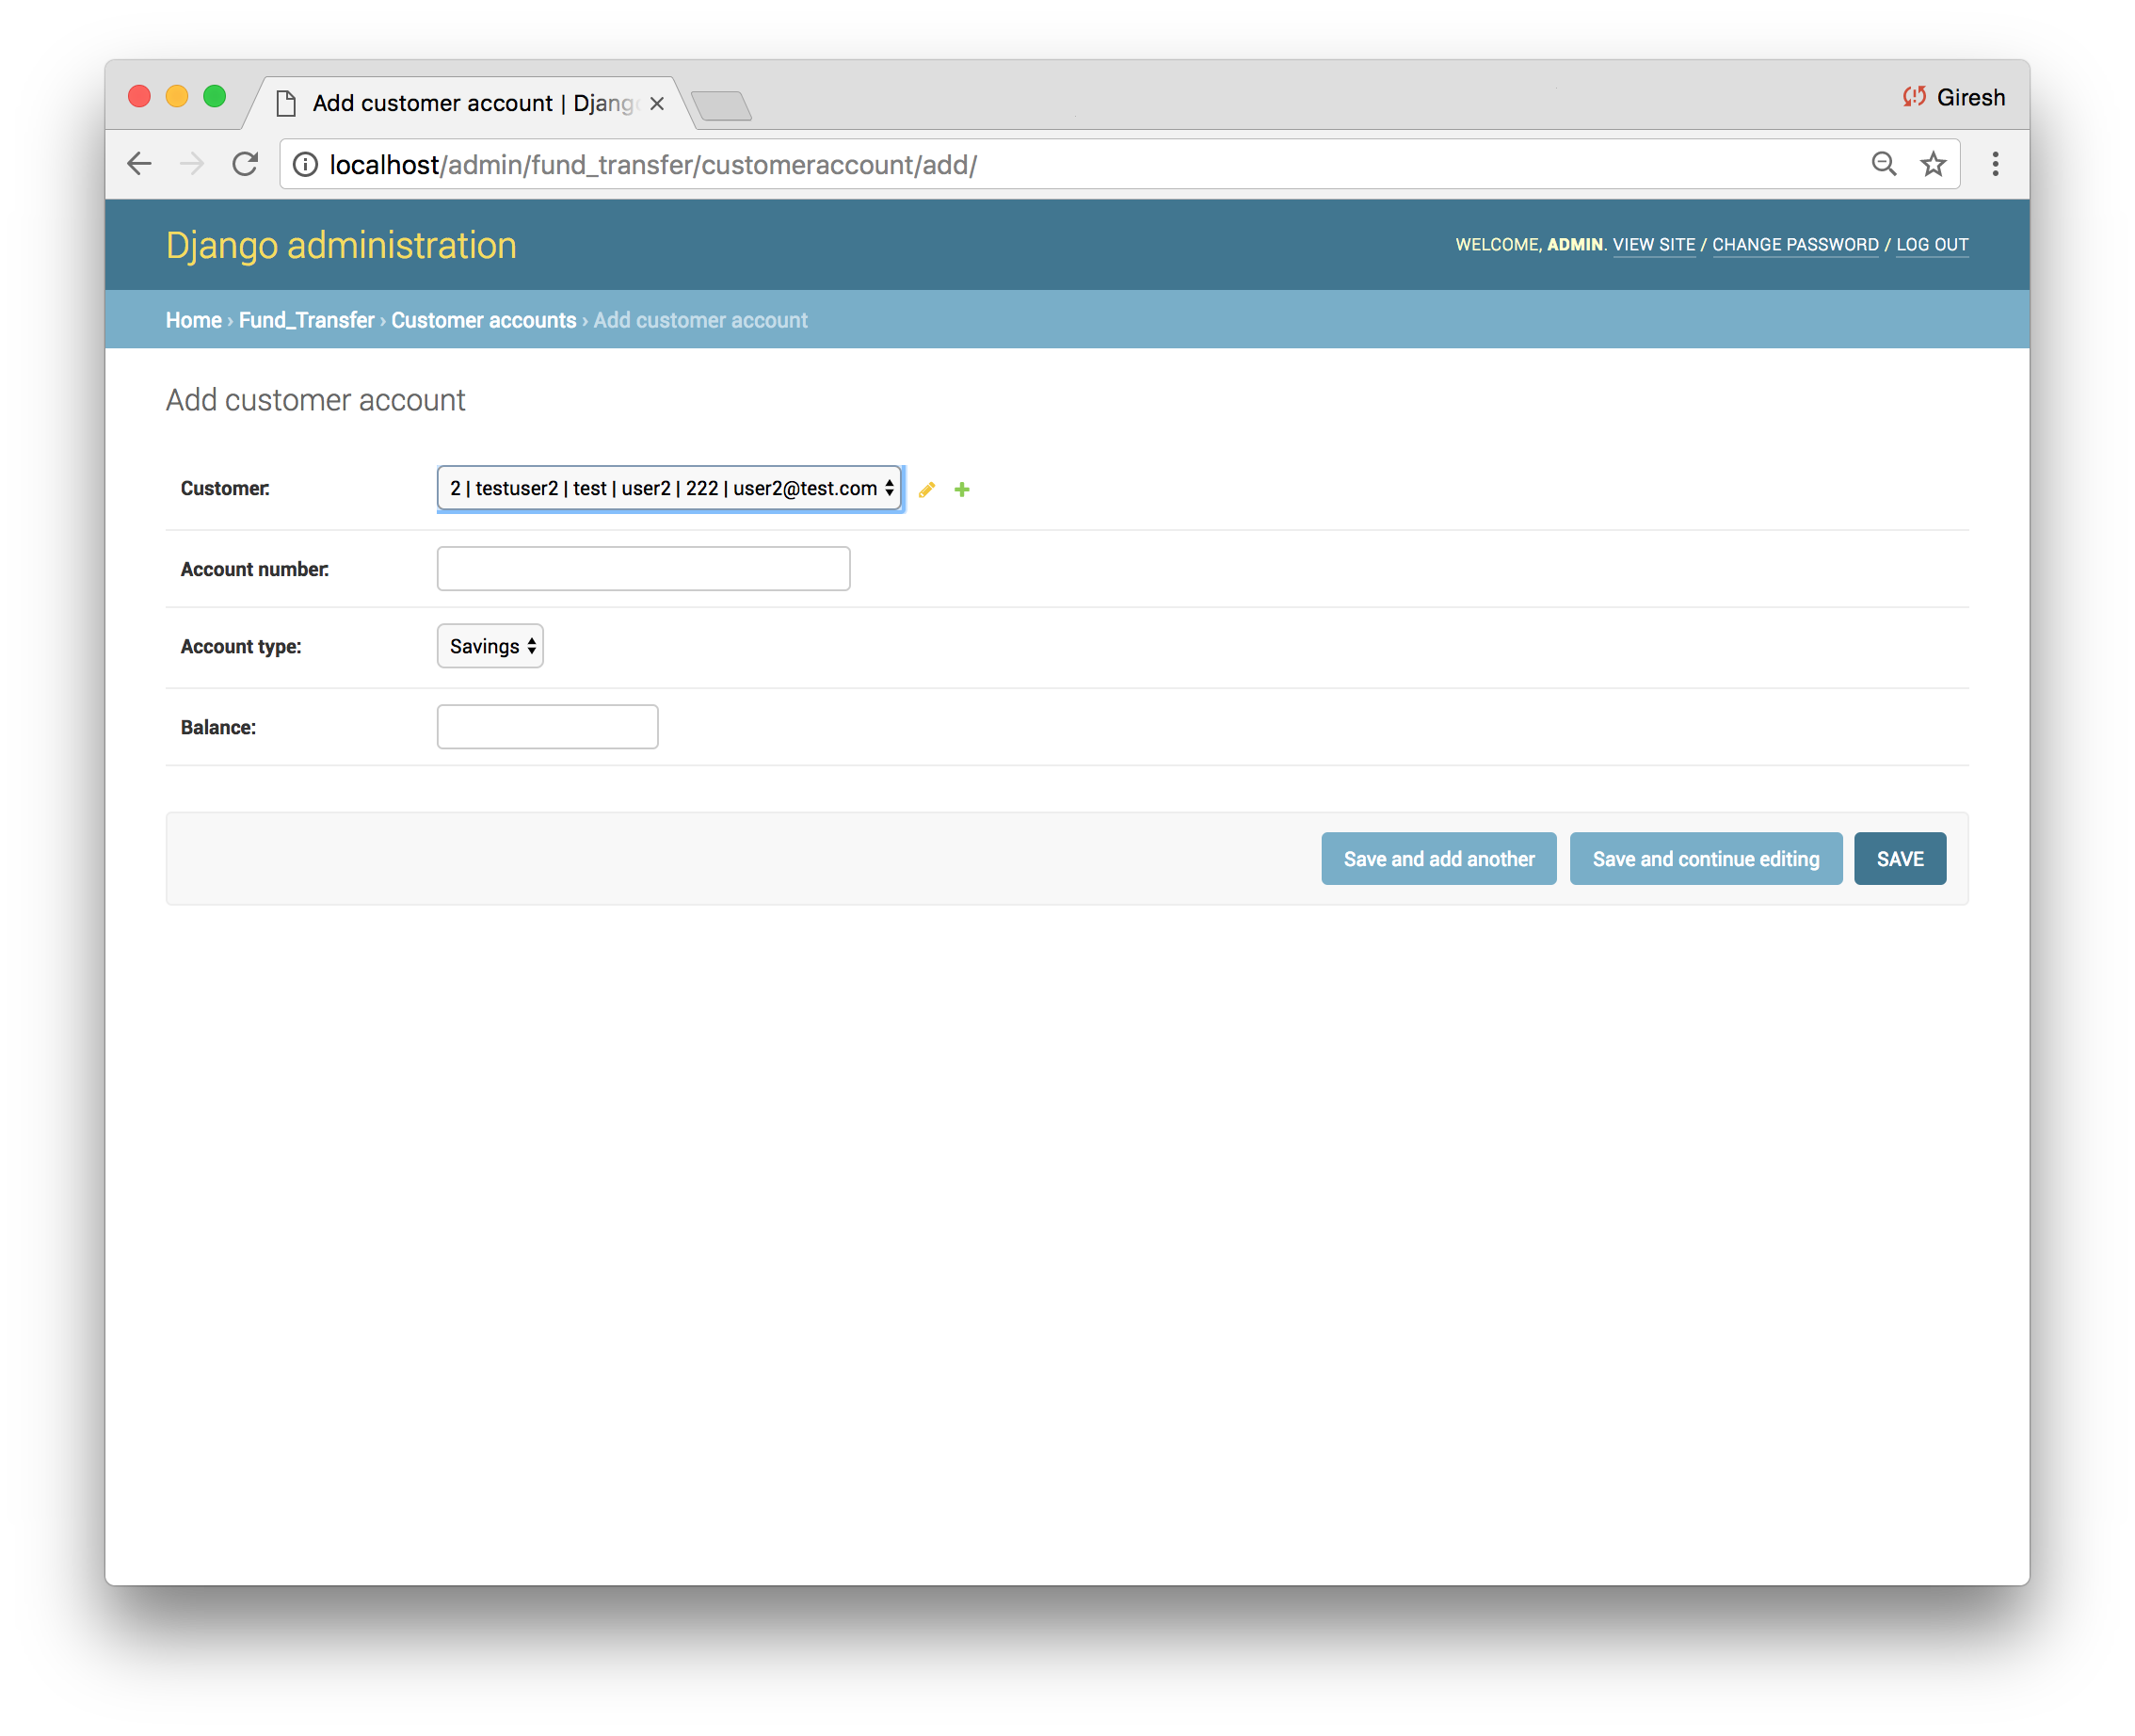 Add customer account | Django
Giresh
localhost/admin/fund_transfer/customeraccount/add/
Django administration
WELCOME, ADMIN. VIEW SITE / CHANGE PASSWORD / LOG OUT
Home › Fund_Transfer › Customer accounts › Add customer account
Add customer account
Customer: 2 | testuser2 | test | user2 | 222 | user2@test.com
Account number:
Account type: Savings
Balance:
Save and add another Save and continue editing SAVE